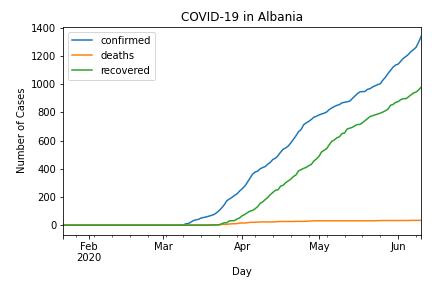 COVID-19 in Albania
1400
1200
1000
800
600
400
200
0
Number of Cases
confirmed
deaths
recovered
Feb Mar Apr May Jun
2020
Day